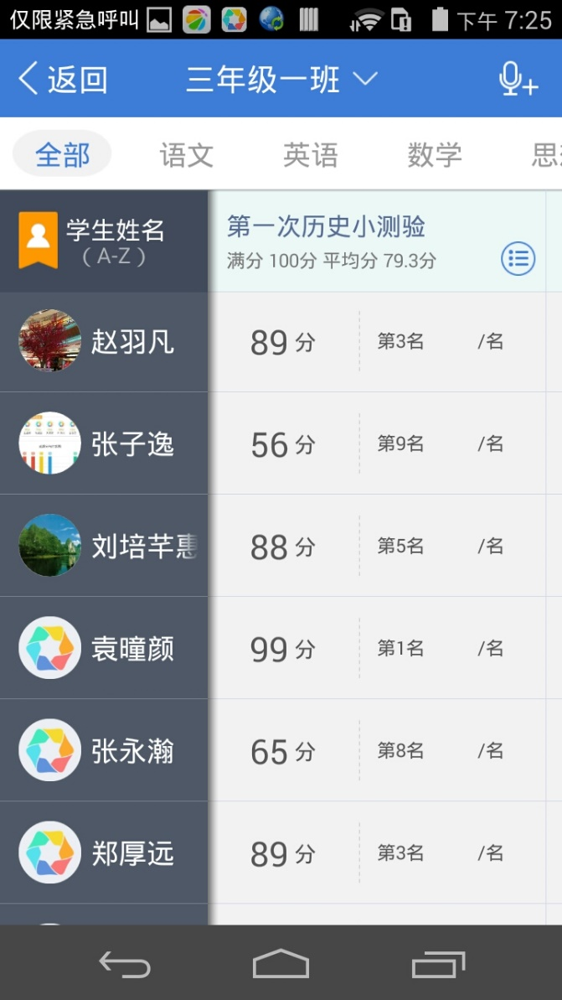 仅限紧急呼叫 下午 7:25
返回 三年级一班
全部 语文 英语 数学
学生姓名
（A-Z）
第一次历史小测验
满分 100分 平均分 79.3分
赵羽凡 89 分 第3名 /名
张子逸 56 分 第9名 /名
刘培芊惠 88 分 第5名 /名
袁曈颜 99 分 第1名 /名
张永瀚 65 分 第8名 /名
郑厚远 89 分 第3名 /名